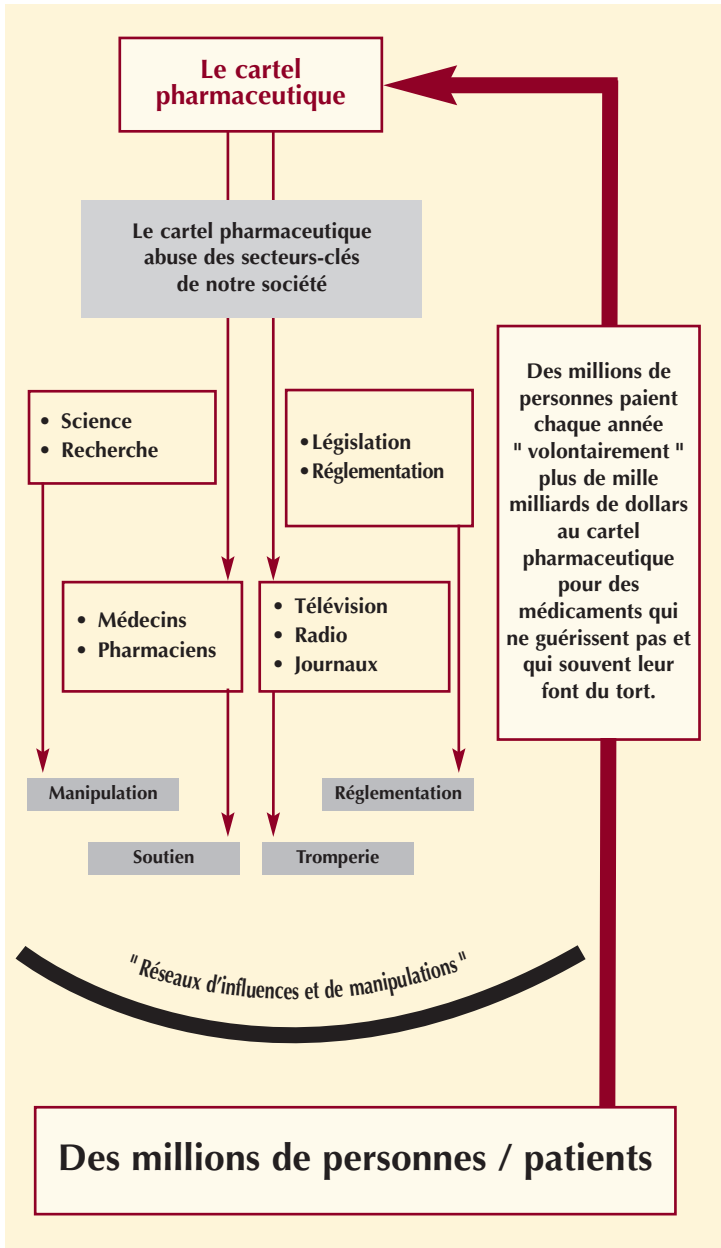 Le cartel
pharmaceutique
Le cartel pharmaceutique
abuse des secteurs-clés
de notre société
• Science
• Recherche
•Législation
•Réglementation
• Médecins
• Pharmaciens
• Télévision
• Radio
• Journaux
Manipulation
Réglementation
Soutien
Tromperie
Des millions de
personnes paient
chaque année
" volontairement "
plus de mille
milliards de dollars
au cartel
pharmaceutique
pour des
médicaments qui
ne guérissent pas et
qui souvent leur
font du tort.
"Réseaux d'influences et de manipulations"
Des millions de personnes / patients